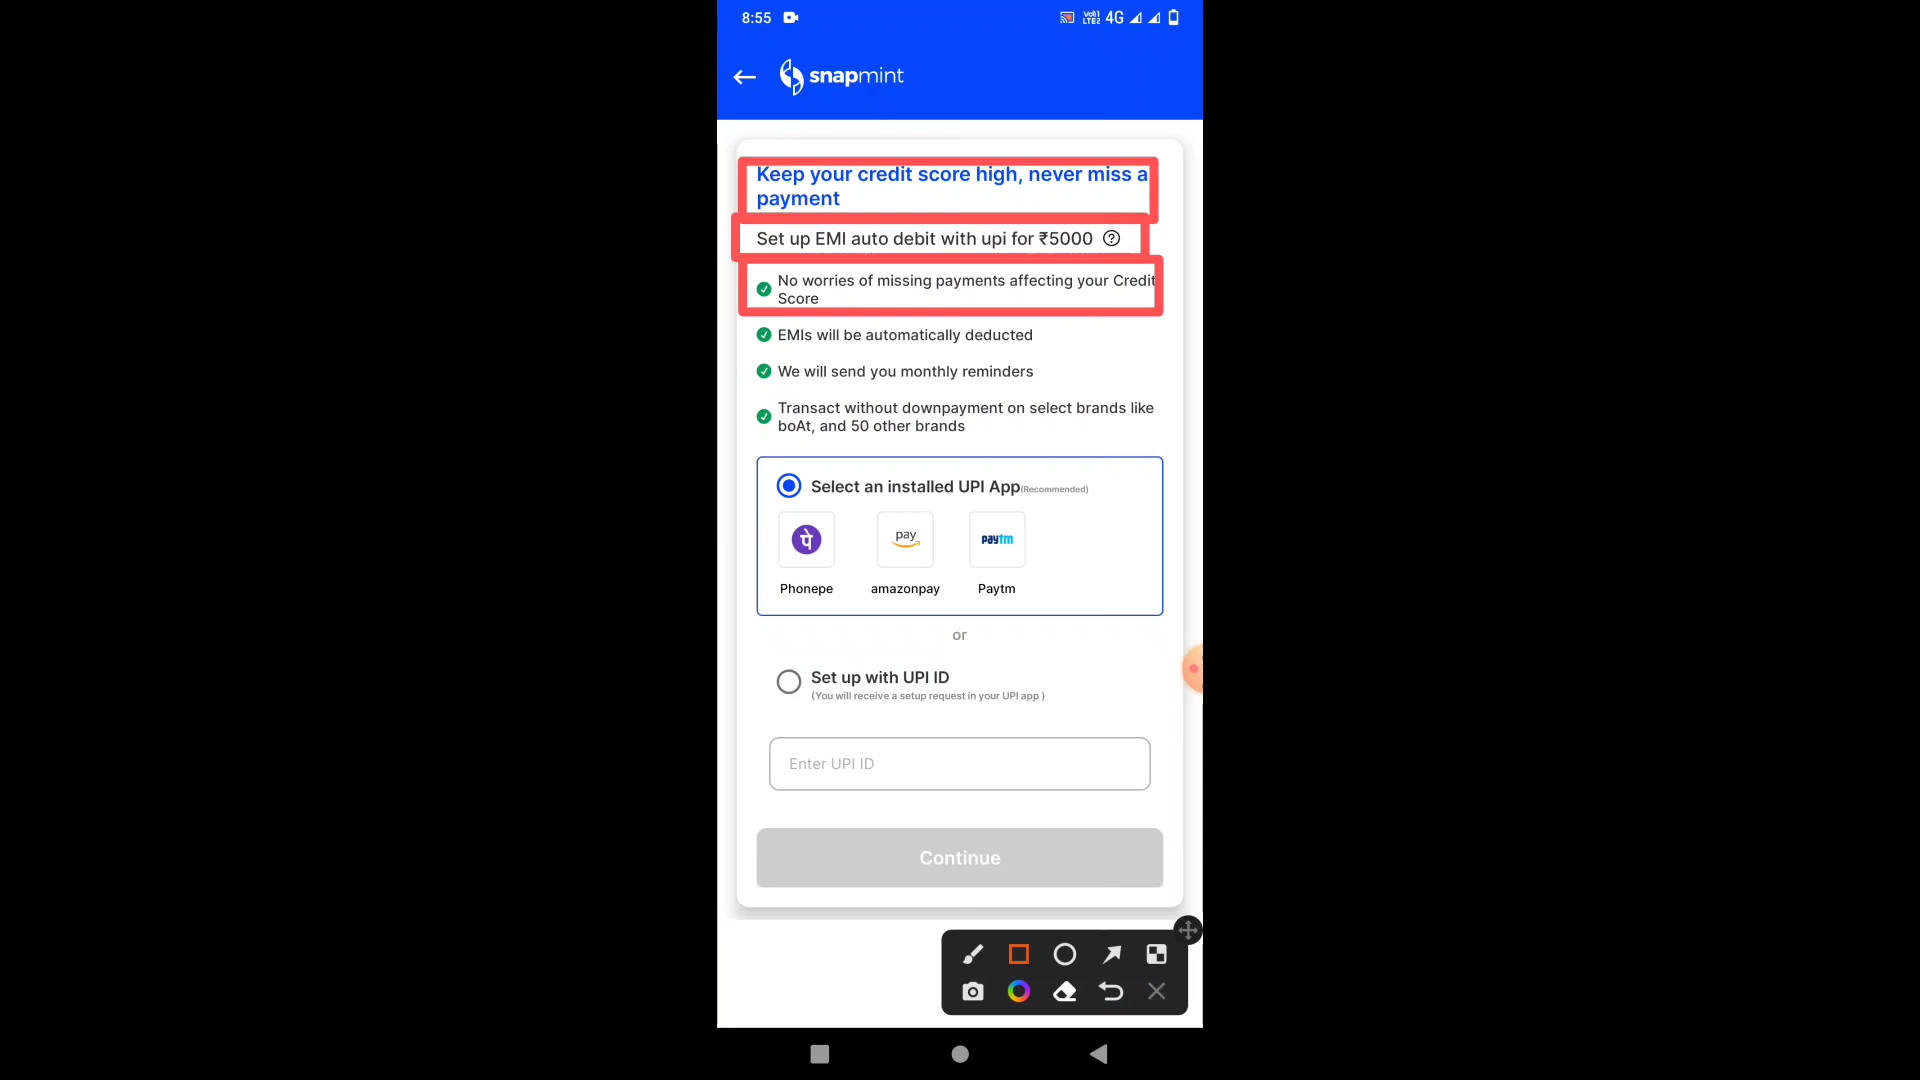 8:55
VoI1 LTE2 4G
snapmint
Keep your credit score high, never miss a
payment
Set up EMI auto debit with upi for ₹5000 ?
No worries of missing payments affecting your Credit
Score
EMIs will be automatically deducted
We will send you monthly reminders
Transact without downpayment on select brands like
boAt, and 50 other brands
Select an installed UPI App(Recommended)
पे
pay
paytm
Phonepe amazonpay Paytm
or
Set up with UPI ID
(You will receive a setup request in your UPI app )
Enter UPI ID
Continue